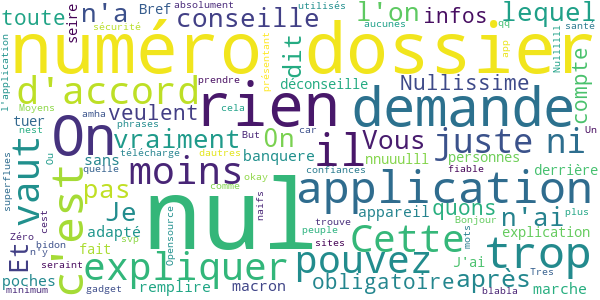 toute n'a Bref absolument utilisés lequel
seire conseille l'on infos aucunes
numéro dossier
sécurité présentant dit app qq Nullllll santé
l'application d'accord rien déconseille Nullissime compte
Moyens veulent prendre demande
tuer nest amha On cela But car Un
phrases vraiment On il Vous juste ni
vaut Ou sans téléchargé banquere nnuuulll personnes fiable derrière
superflues quelle moins dautres confiances
c'est pas nul application
Et Je Opensource okay comme appareil quons n'ai plus
Zéro cest adapté svp naifs trouve Cette Bonjour explication
bidon n'y fait peuple pouvez mots trop
poches seraint expliquer sites J'ai Tres
minimum gadget remplire macron obligatoire après blabla marche